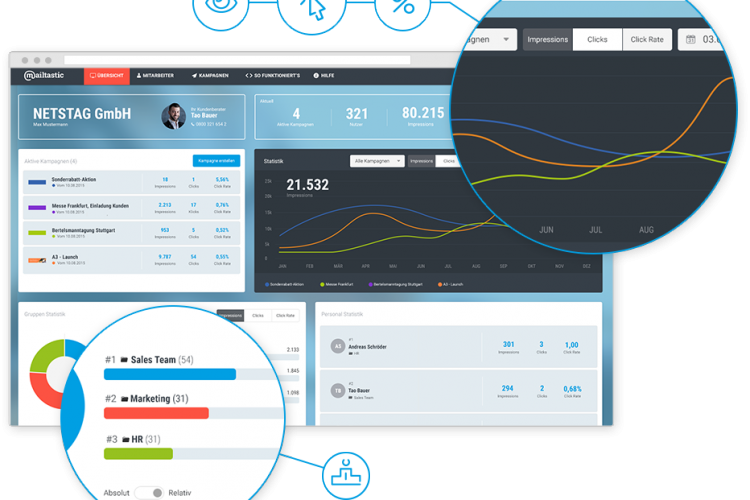 %
agnen
Impressions
Clicks
Click Rate
03.0
mailtastic
ÜBERSICHT
MITARBEITER
KAMPAGNEN
SO FUNKTIONIERT'S
HILFE
NETSTAG GmbH
Max Mustermann
Ihr Kundenberater
Tao Bauer
Aktuell
4
Aktive Kampagnen
321
80.215
Impressions
Aktive Kampagnen (4)
Kampagne erstellen
Sonderrabatt-Aktion
18
1
5,56%
Vom 10.08.2015
Impressions
Clicks
Click Rate
Messe Frankfurt, Einladung Kunden
2.213
17
0,76%
Vom 10.08.2015
Impressions
Clicks
Click Rate
Bertelsmanntagung Stuttgart
953
5
0,52%
Vom 10.08.2015
Impressions
Clicks
Click Rate
A3 - Launch
9.787
54
0,55%
Vom 10.08.2015
Impressions
Clicks
Click Rate
Statistik
Alle Kampagnen
Impressions
21.532
Impressions
JAN
FEB
MÄR
APR
MAI
JUN
AUG
SEP
OKT
NOV
DEZ
Sonderrabatt-Aktion
Messe Frankfurt
Bertelsmanntagung Stuttgart
A3 - Launch
JUN
JUL
AUG
Gruppen Statistik
Impressions
Clicks
Click Rate
2.133
1.845
1.098
#1 Sales Team (54)
#2 Marketing (31)
#3 HR (31)
Absolut
Relativ
Personal Statistik
AS
#1
Andreas Schröder
HR
301
3
1,00
Impressions
Clicks
Click Rate
TB
#2
Tao Bauer
Sales Team
294
2
0,68%
Impressions
Clicks
Click Rate